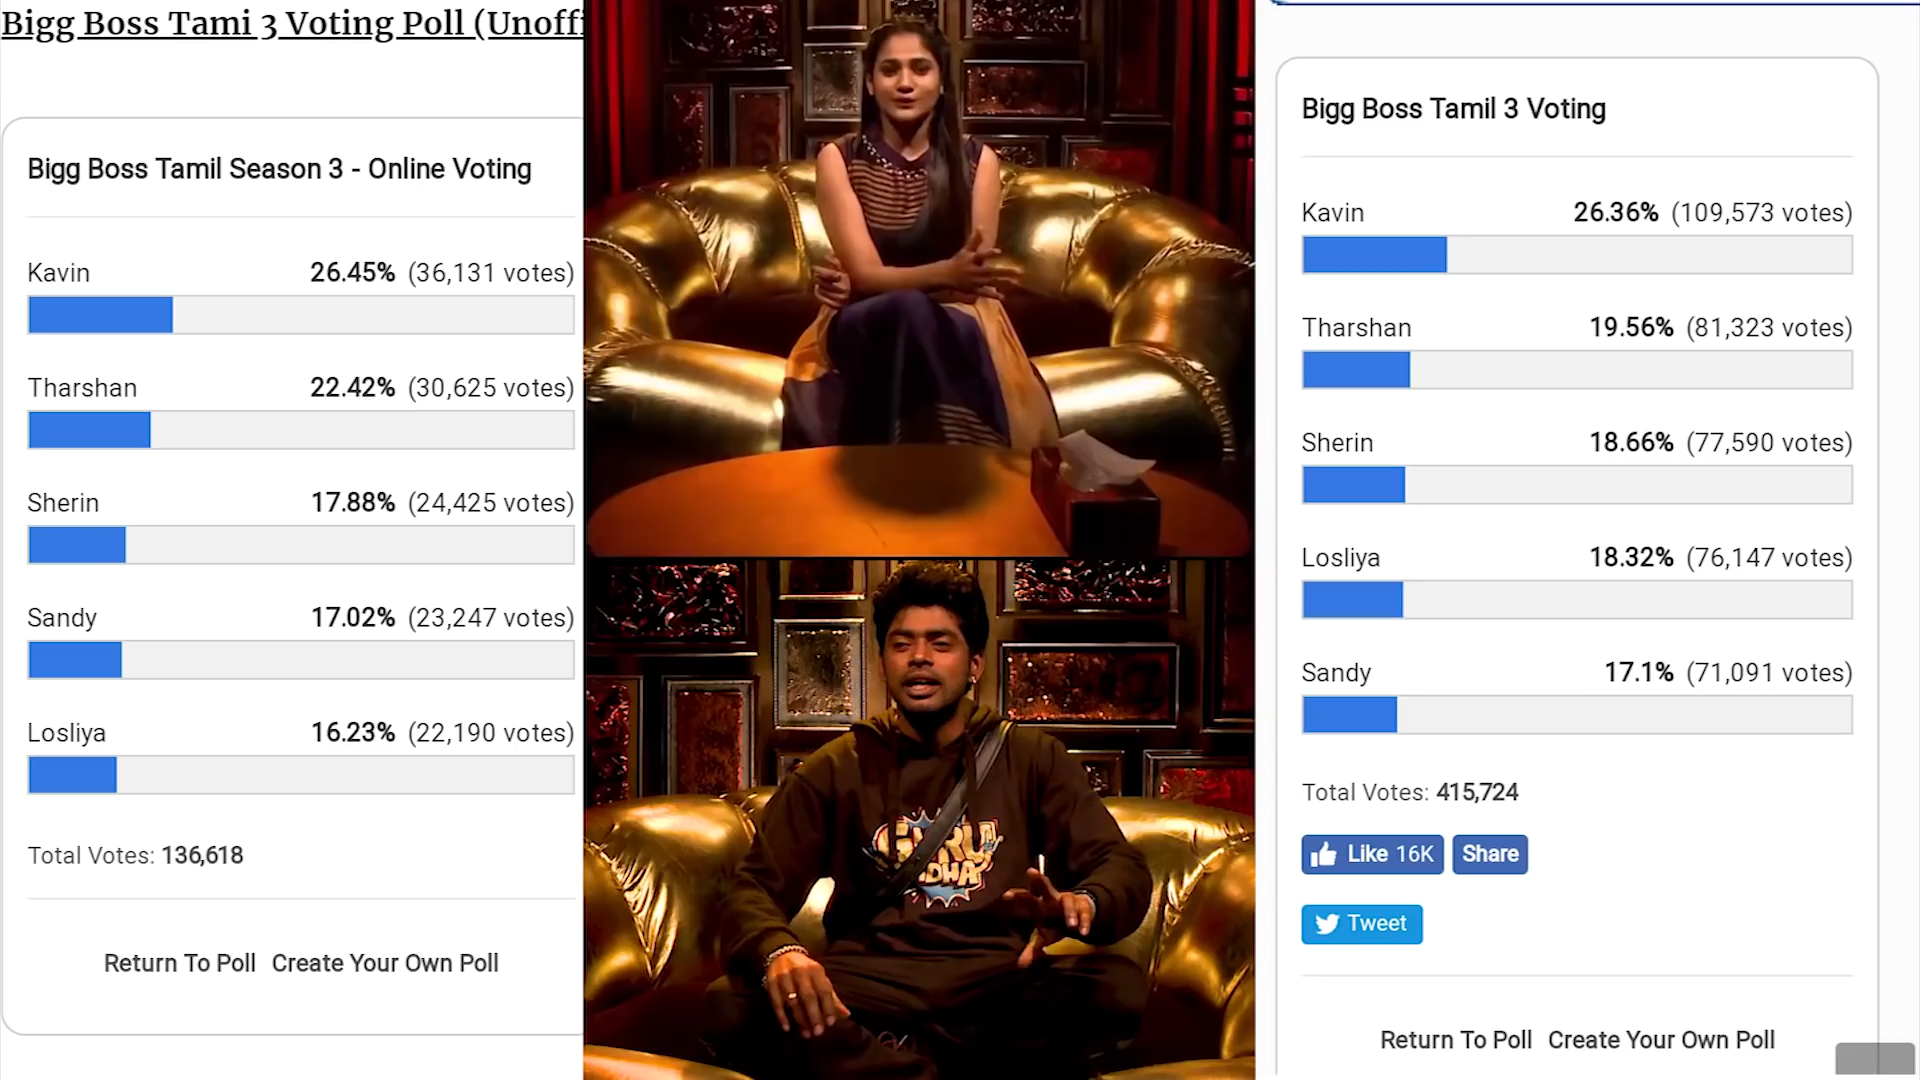 Bigg Boss Tami 3 Voting Poll (Unoffi
Bigg Boss Tamil Season 3 - Online Voting
Kavin 26.45% (36,131 votes)
Tharshan 22.42% (30,625 votes)
Sherin 17.88% (24,425 votes)
Sandy 17.02% (23,247 votes)
Losliya 16.23% (22,190 votes)
Total Votes: 136,618
Return To Poll Create Your Own Poll
GURU
Bigg Boss Tamil 3 Voting
Kavin 26.36% (109,573 votes)
Tharshan 19.56% (81,323 votes)
Sherin 18.66% (77,590 votes)
Losliya 18.32% (76,147 votes)
Sandy 17.1% (71,091 votes)
Total Votes: 415,724
Like 16K Share
Tweet
Return To Poll Create Your Own Poll